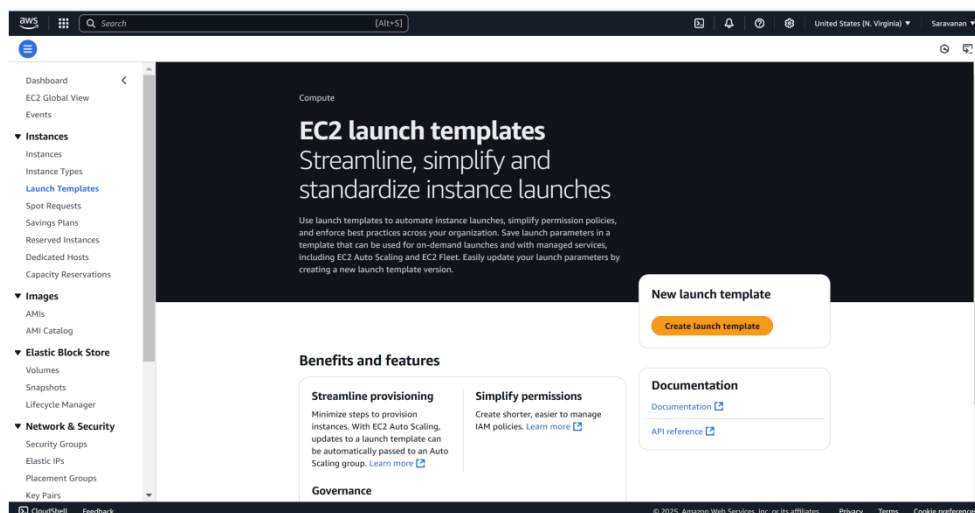 aws
Search
[Alt+S]
United States (N. Virginia)
Saravanan
Dashboard
EC2 Global View
Events
Instances
Instances
Instance Types
Launch Templates
Spot Requests
Savings Plans
Reserved Instances
Dedicated Hosts
Capacity Reservations
Images
AMIs
AMI Catalog
Elastic Block Store
Volumes
Snapshots
Lifecycle Manager
Network & Security
Security Groups
Elastic IPs
Placement Groups
Key Pairs
Compute
EC2 launch templates
Streamline, simplify and
standardize instance launches
Use launch templates to automate instance launches, simplify permission policies,
and enforce best practices across your organization. Save launch parameters in a
template that can be used for on-demand launches and with managed services,
including EC2 Auto Scaling and EC2 Fleet. Easily update your launch parameters by
creating a new launch template version.
New launch template
Create launch template
Benefits and features
Streamline provisioning
Minimize steps to provision
instances. With EC2 Auto Scaling,
updates to a launch template can
be automatically passed to an Auto
Scaling group. Learn more
Simplify permissions
Create shorter, easier to manage
IAM policies. Learn more
Governance
Documentation
Documentation
API reference
CloudShell
Feedback
© 2025, Amazon Web Services, Inc. or its affiliates.
Privacy
Terms
Cookie preferences